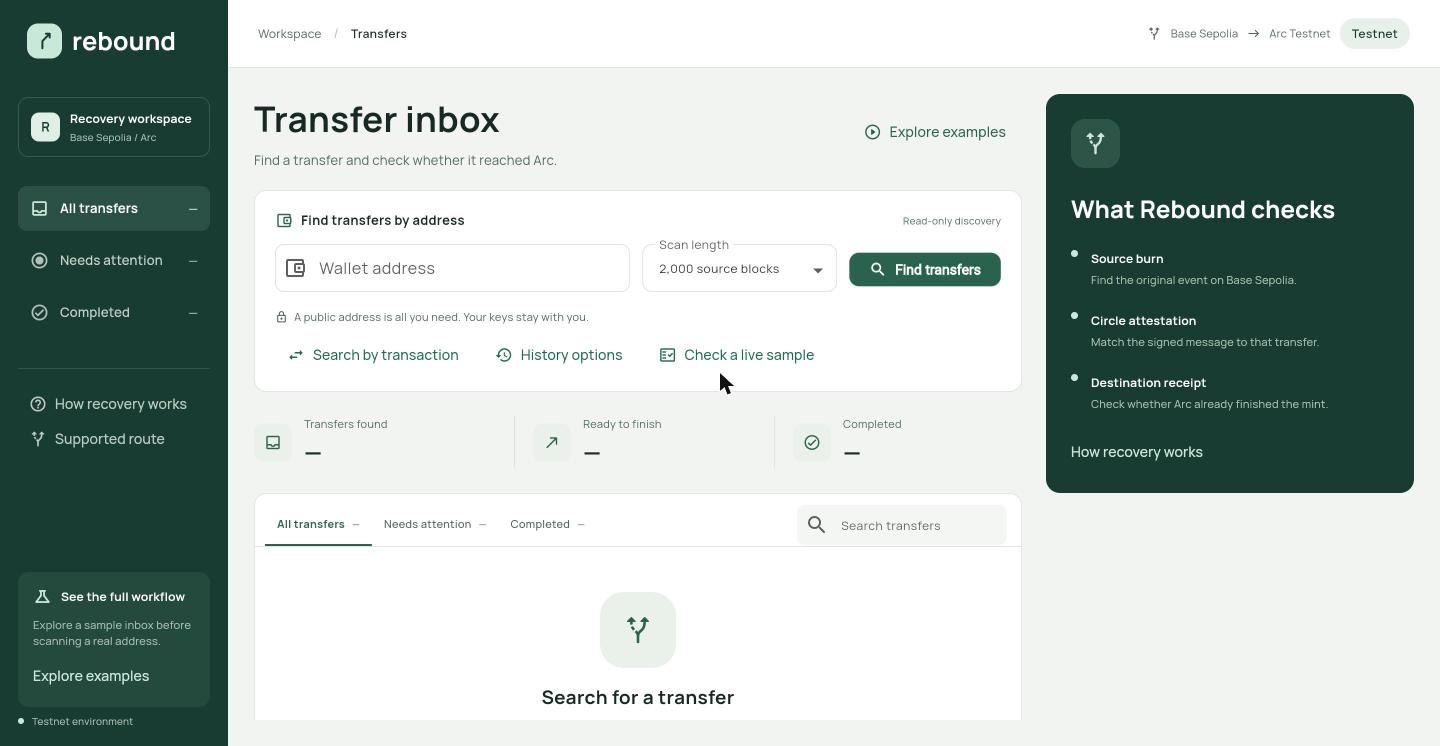 rebound
R
Recovery workspace
Base Sepolia / Arc
All transfers –
Needs attention –
Completed –
How recovery works
Supported route
See the full workflow
Explore a sample inbox before
scanning a real address.
Explore examples
Testnet environment
Workspace / Transfers
Base Sepolia → Arc Testnet Testnet
Transfer inbox
Find a transfer and check whether it reached Arc.
Explore examples
Find transfers by address
Read-only discovery
Wallet address
Scan length
2,000 source blocks
Find transfers
A public address is all you need. Your keys stay with you.
Search by transaction
History options
Check a live sample
Transfers found
—
Ready to finish
—
Completed
—
All transfers –
Needs attention –
Completed –
Search transfers
Search for a transfer
What Rebound checks
Source burn
Find the original event on Base Sepolia.
Circle attestation
Match the signed message to that transfer.
Destination receipt
Check whether Arc already finished the mint.
How recovery works